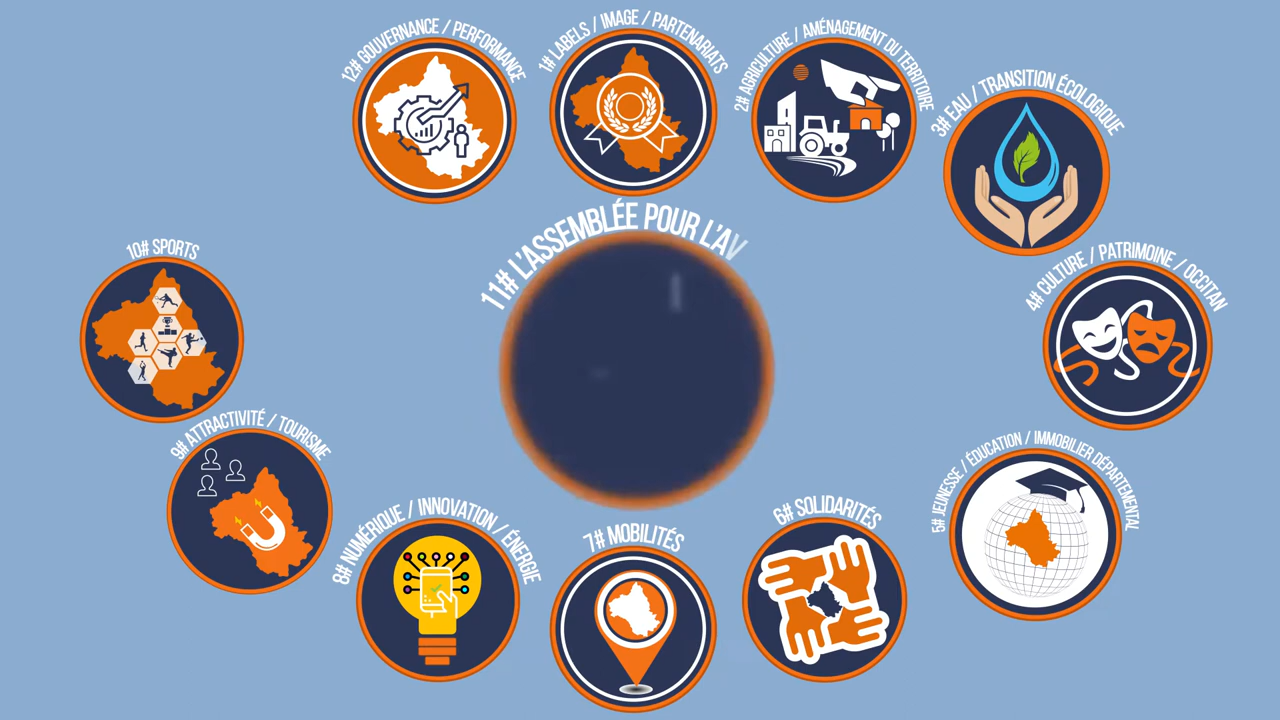 12# GOUVERNANCE / PERFORMANCE
1# LABELS / IMAGE / PARTENARIATS
2# AGRICULTURE / AMÉNAGEMENT DU TERRITOIRE
3# EAU / TRANSITION ÉCOLOGIQUE
11# L'ASSEMBLÉE POUR L'AV
10# SPORTS
4# CULTURE / PATRIMOINE / OCCITAN
9# ATTRACTIVITÉ / TOURISME
5# JEUNESSE / ÉDUCATION / IMMOBILIER DÉPARTEMENTAL
8# NUMÉRIQUE / INNOVATION / ÉNERGIE
7# MOBILITÉS
6# SOLIDARITÉS